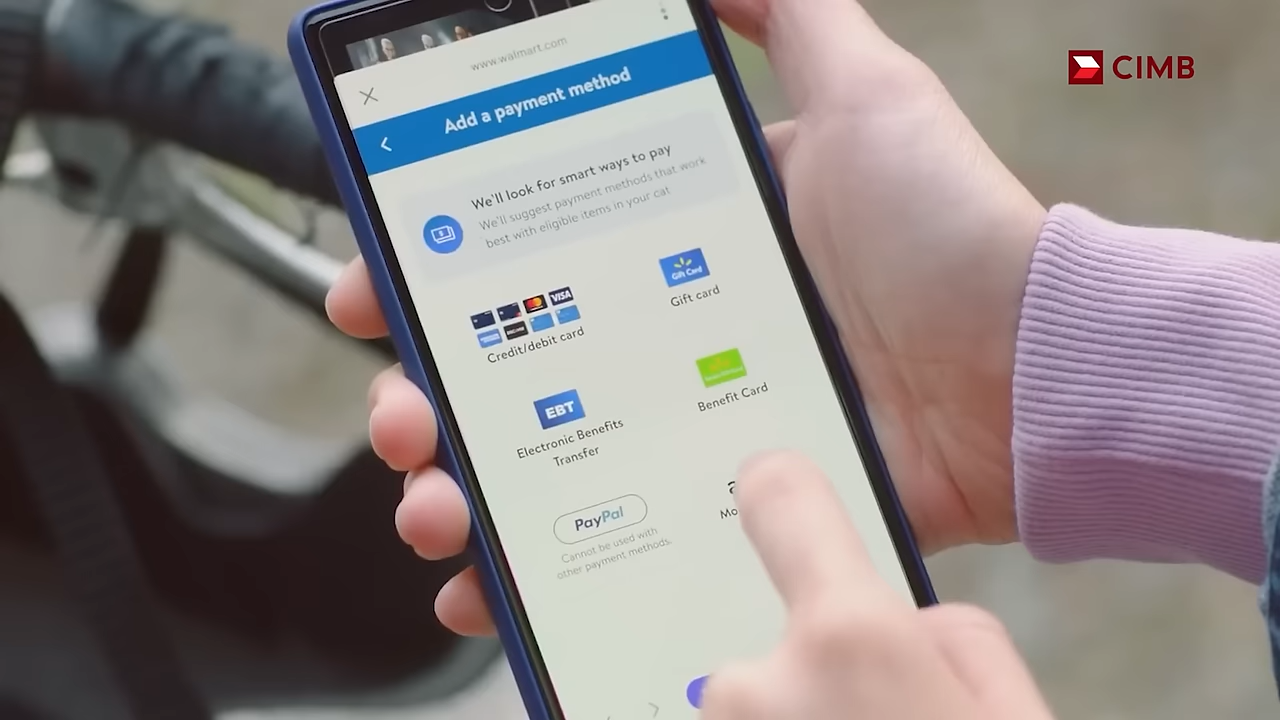 CIMB
www.walmart.com
Add a payment method
We'll look for smart ways to pay
We'll suggest payment methods that work
best with eligible items in your cat
Gift Card
Gift card
VISA
Credit/debit card
Benefit Card
EBT
Electronic Benefits
Transfer
PayPal
Cannot be used with
other payment methods.